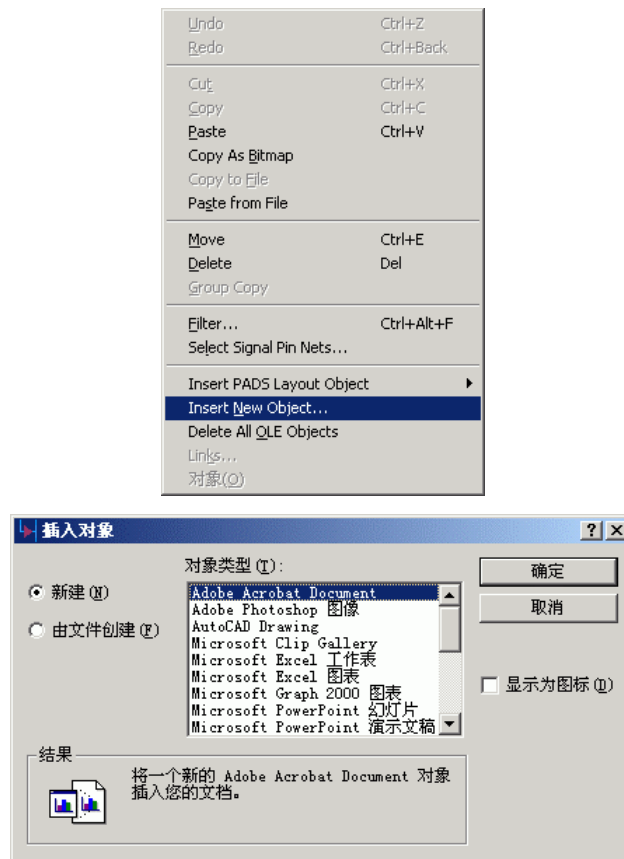 Undo Ctrl+Z
Redo Ctrl+Back
Cut Ctrl+X
Copy Ctrl+C
Paste Ctrl+V
Copy As Bitmap
Copy to File
Paste from File
Move Ctrl+E
Delete Del
Group Copy
Filter... Ctrl+Alt+F
Select Signal Pin Nets...
Insert PADS Layout Object
Insert New Object...
Delete All OLE Objects
Links...
对象(O)
插入对象
对象类型(T):
新建(N)
由文件创建(F)
Adobe Acrobat Document
Adobe Photoshop 图像
AutoCAD Drawing
Microsoft Clip Gallery
Microsoft Excel 工作表
Microsoft Excel 图表
Microsoft Graph 2000 图表
Microsoft PowerPoint 幻灯片
Microsoft PowerPoint 演示文稿
确定
取消
显示为图标(D)
结果
将一个新的 Adobe Acrobat Document 对象
插入您的文档。